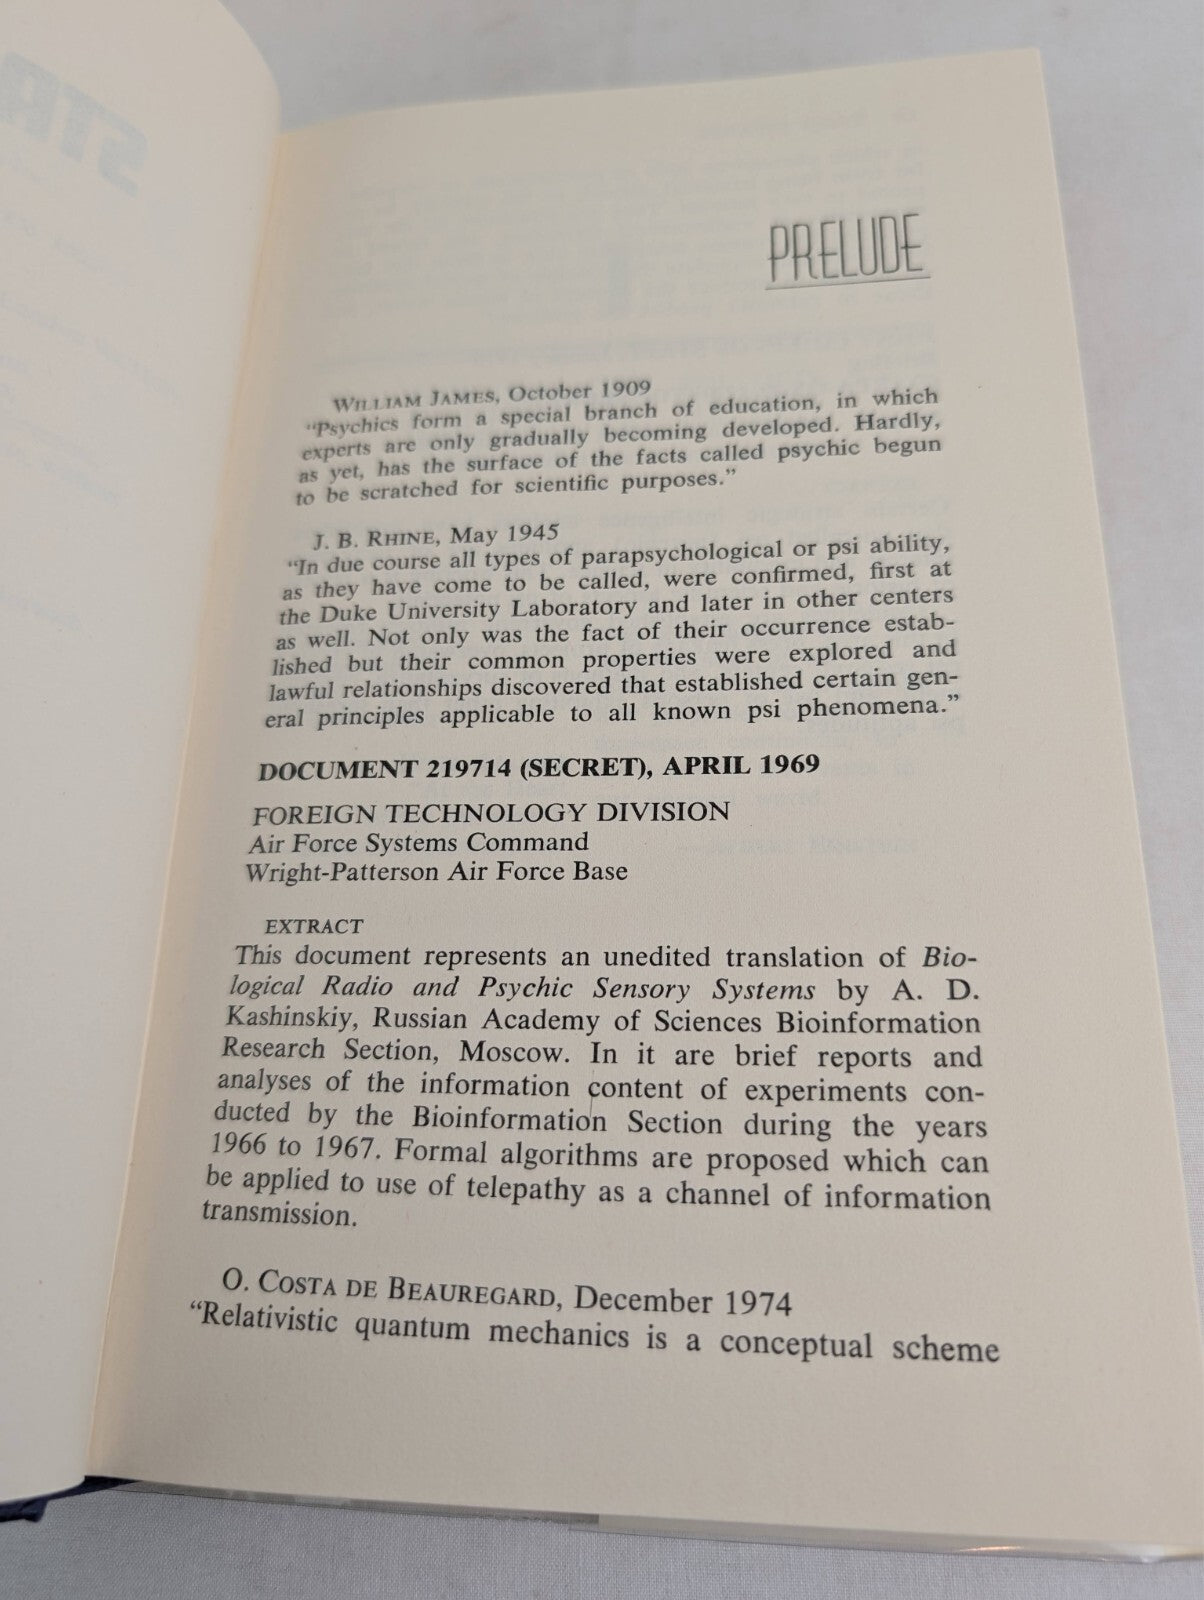 STR
PRELUDE
WILLIAM JAMES, October 1909
“Psychics form a special branch of education, in which
experts are only gradually becoming developed. Hardly,
as yet, has the surface of the facts called psychic begun
to be scratched for scientific purposes.”
J. B. RHINE, May 1945
“In due course all types of parapsychological or psi ability,
as they have come to be called, were confirmed, first at
the Duke University Laboratory and later in other centers
as well. Not only was the fact of their occurrence estab-
lished but their common properties were explored and
lawful relationships discovered that established certain gen-
eral principles applicable to all known psi phenomena.”
DOCUMENT 219714 (SECRET), APRIL 1969
FOREIGN TECHNOLOGY DIVISION
Air Force Systems Command
Wright-Patterson Air Force Base
EXTRACT
This document represents an unedited translation of Bio-
logical Radio and Psychic Sensory Systems by A. D.
Kashinskiy, Russian Academy of Sciences Bioinformation
Research Section, Moscow. In it are brief reports and
analyses of the information content of experiments con-
ducted by the Bioinformation Section during the years
1966 to 1967. Formal algorithms are proposed which can
be applied to use of telepathy as a channel of information
transmission.
O. COSTA DE BEAUREGARD, December 1974
“Relativistic quantum mechanics is a conceptual scheme